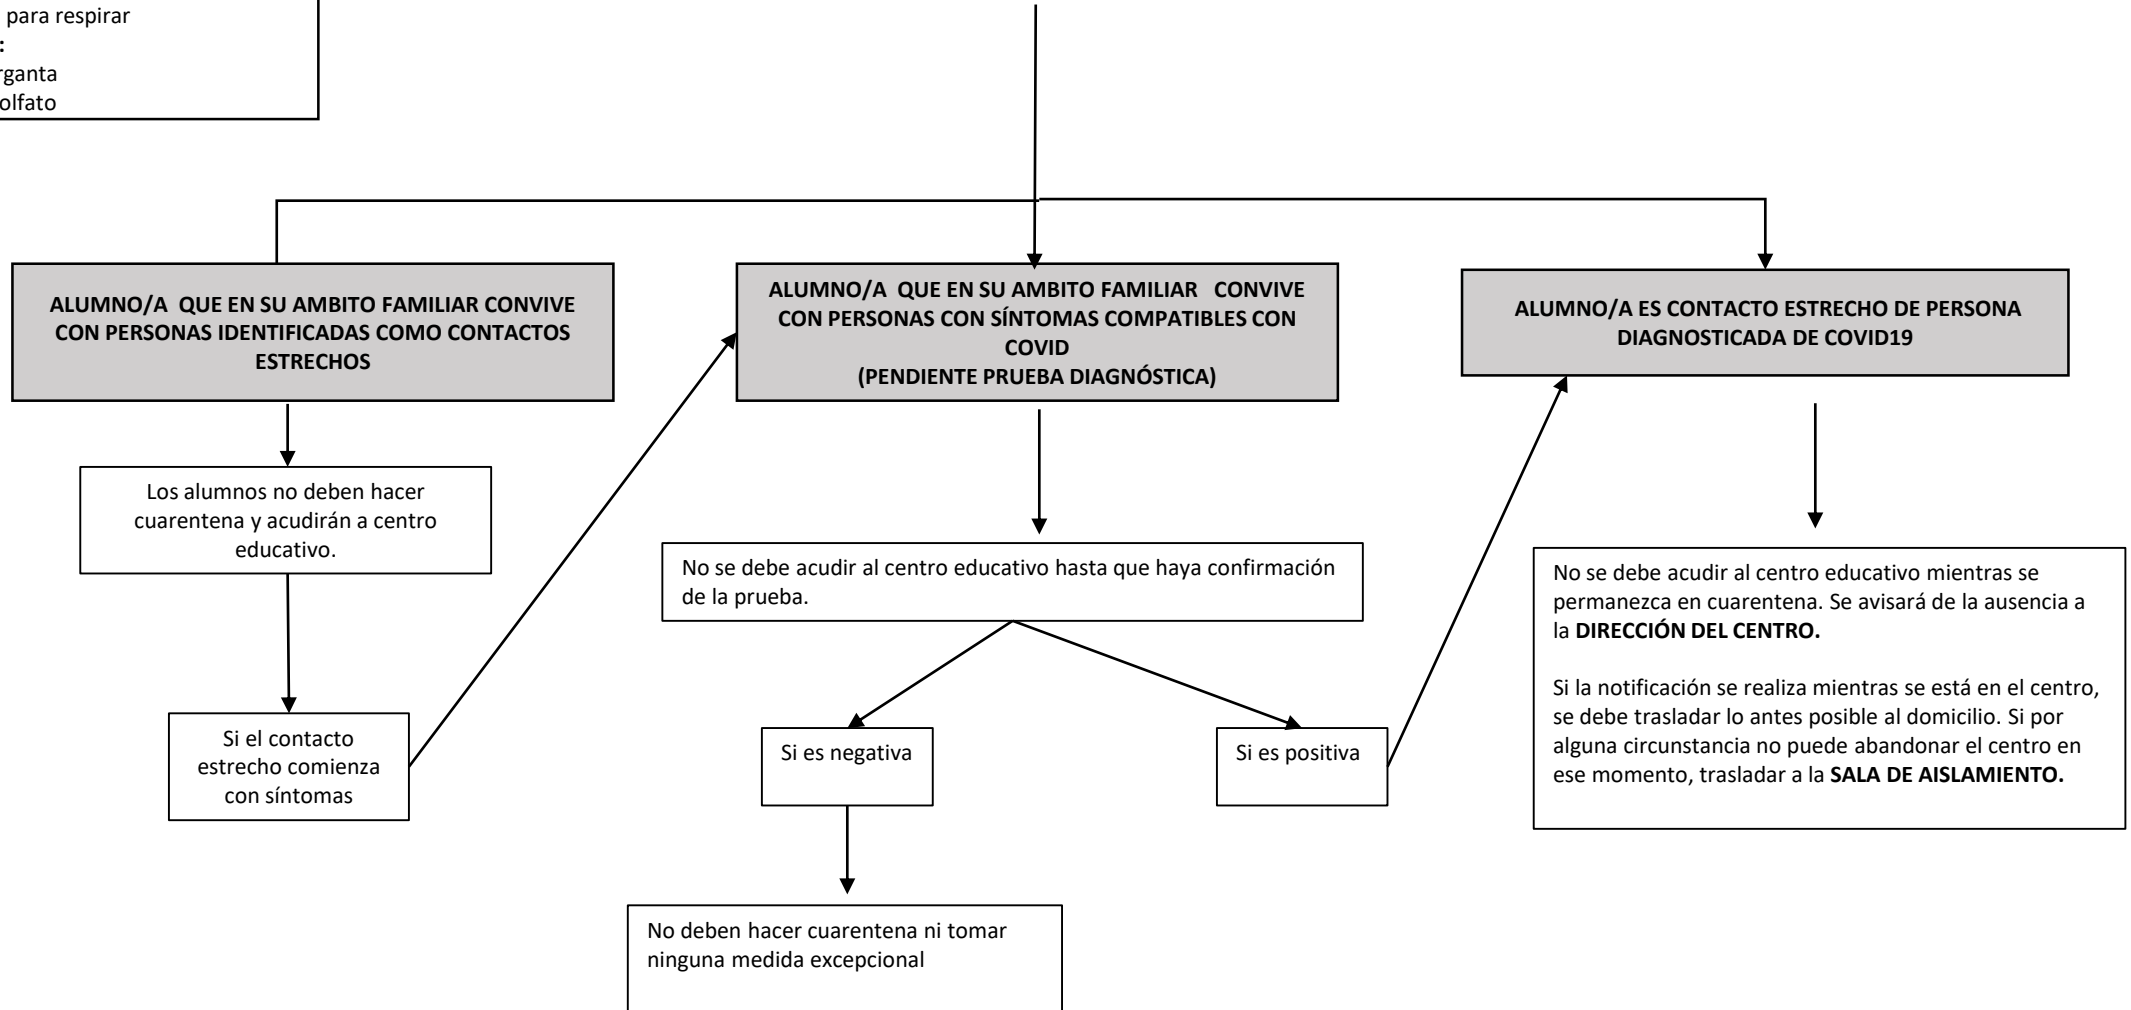 para respirar
:
rganta
olfato
ALUMNO/A QUE EN SU AMBITO FAMILIAR CONVIVE
CON PERSONAS IDENTIFICADAS COMO CONTACTOS
ESTRECHOS
ALUMNO/A QUE EN SU AMBITO FAMILIAR CONVIVE
CON PERSONAS CON SÍNTOMAS COMPATIBLES CON
COVID
(PENDIENTE PRUEBA DIAGNÓSTICA)
ALUMNO/A ES CONTACTO ESTRECHO DE PERSONA
DIAGNOSTICADA DE COVID19
Los alumnos no deben hacer
cuarentena y acudirán a centro
educativo.
No se debe acudir al centro educativo hasta que haya confirmación
de la prueba.
No se debe acudir al centro educativo mientras se
permanezca en cuarentena. Se avisará de la ausencia a
la DIRECCIÓN DEL CENTRO.
Si la notificación se realiza mientras se está en el centro,
se debe trasladar lo antes posible al domicilio. Si por
alguna circunstancia no puede abandonar el centro en
ese momento, trasladar a la SALA DE AISLAMIENTO.
Si el contacto
estrecho comienza
con síntomas
Si es negativa
Si es positiva
No deben hacer cuarentena ni tomar
ninguna medida excepcional